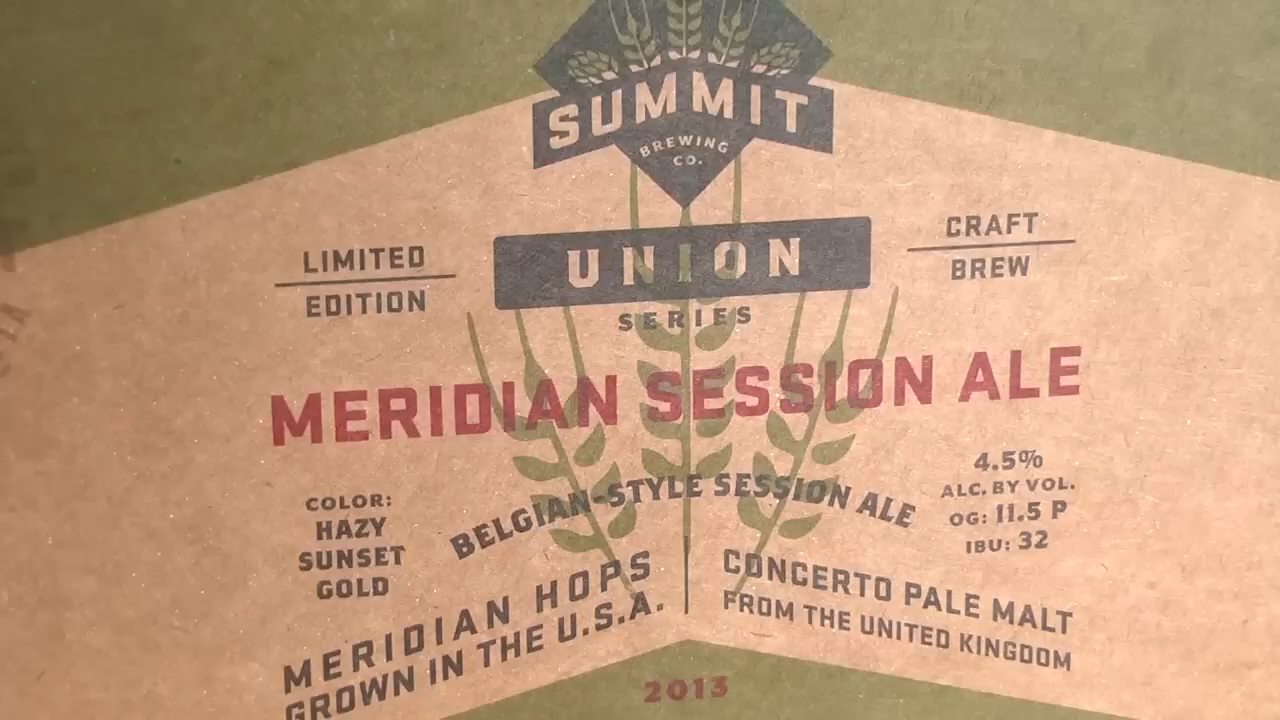 SUMMIT
BREWING
CO.
LIMITED
EDITION
UNION
SERIES
CRAFT
BREW
MERIDIAN SESSION ALE
COLOR:
HAZY
SUNSET
GOLD
BELGIAN-STYLE SESSION ALE
4.5%
ALC. BY VOL.
OG: 11.5 P
IBU: 32
MERIDIAN HOPS
GROWN IN THE U.S.A.
CONCERTO PALE MALT
FROM THE UNITED KINGDOM
2013